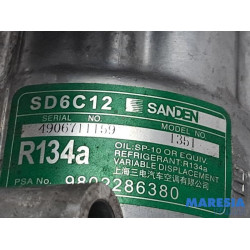 SD6C12 SANDEN
SERIAL NO. MODEL NO.
4906711159 1351
R134a
OIL:SP-10 OR EQUIV.
REFRIGERANT R134a
VARIABLE DISPLACEMENT
上海三电汽车空调有限公司
PSA No. 9802286380
MARESIA